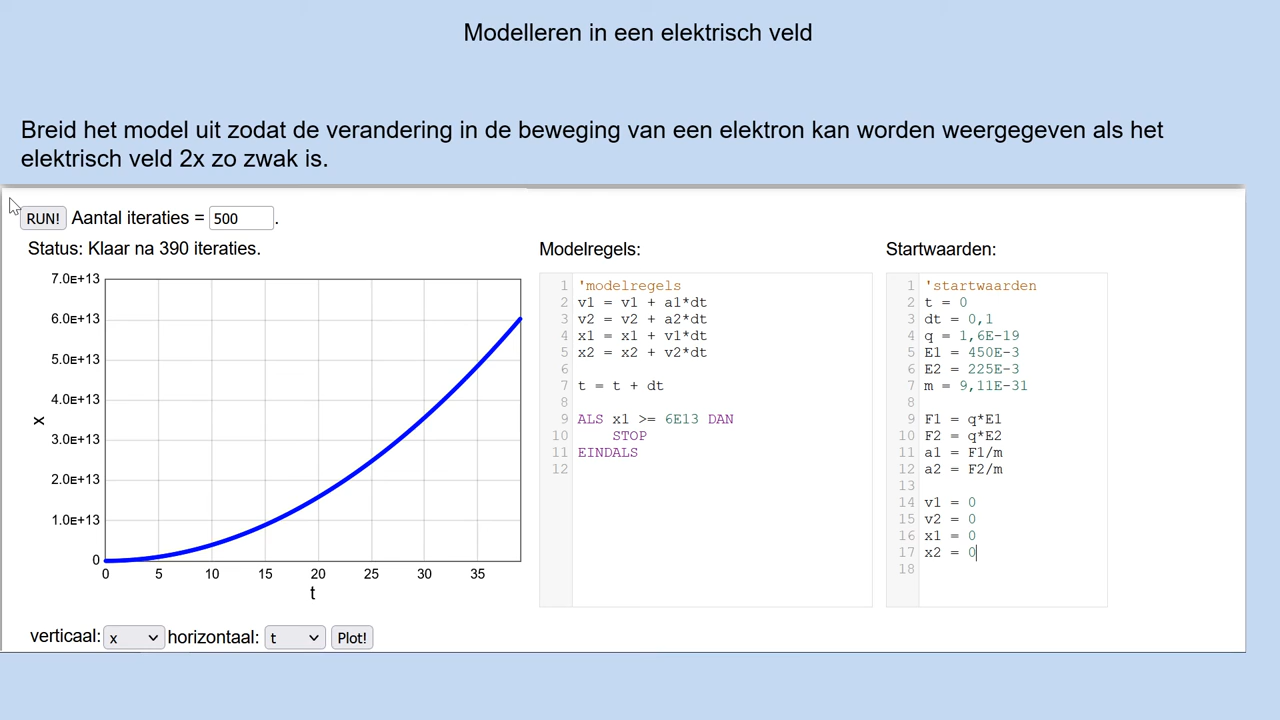 Modelleren in een elektrisch veld
Breid het model uit zodat de verandering in de beweging van een elektron kan worden weergegeven als het
elektrisch veld 2x zo zwak is.
RUN! Aantal iteraties = 500 .
Status: Klaar na 390 iteraties.
7.0E+13
6.0E+13
5.0E+13
4.0E+13
3.0E+13
2.0E+13
1.0E+13
0
x
0 5 10 15 20 25 30 35
t
verticaal: x horizontaal: t Plot!
Modelregels:
1 'modelregels
2 v1 = v1 + a1*dt
3 v2 = v2 + a2*dt
4 x1 = x1 + v1*dt
5 x2 = x2 + v2*dt
6
7 t = t + dt
8
9 ALS x1 >= 6E13 DAN
10 STOP
11 EINDALS
12
Startwaarden:
1 'startwaarden
2 t = 0
3 dt = 0,1
4 q = 1,6E-19
5 E1 = 450E-3
6 E2 = 225E-3
7 m = 9,11E-31
8
9 F1 = q*E1
10 F2 = q*E2
11 a1 = F1/m
12 a2 = F2/m
13
14 v1 = 0
15 v2 = 0
16 x1 = 0
17 x2 = 0
18